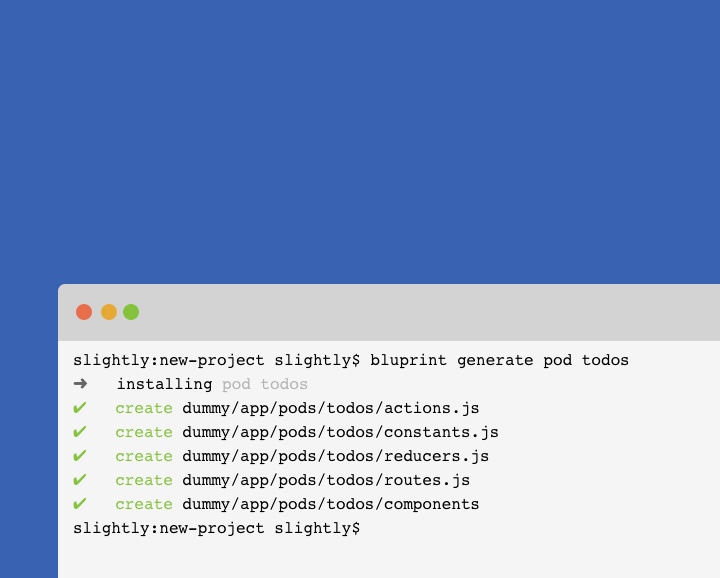 slightly:new-project slightly$ bluprint generate pod todos
➜ installing pod todos
✔ create dummy/app/pods/todos/actions.js
✔ create dummy/app/pods/todos/constants.js
✔ create dummy/app/pods/todos/reducers.js
✔ create dummy/app/pods/todos/routes.js
✔ create dummy/app/pods/todos/components
slightly:new-project slightly$